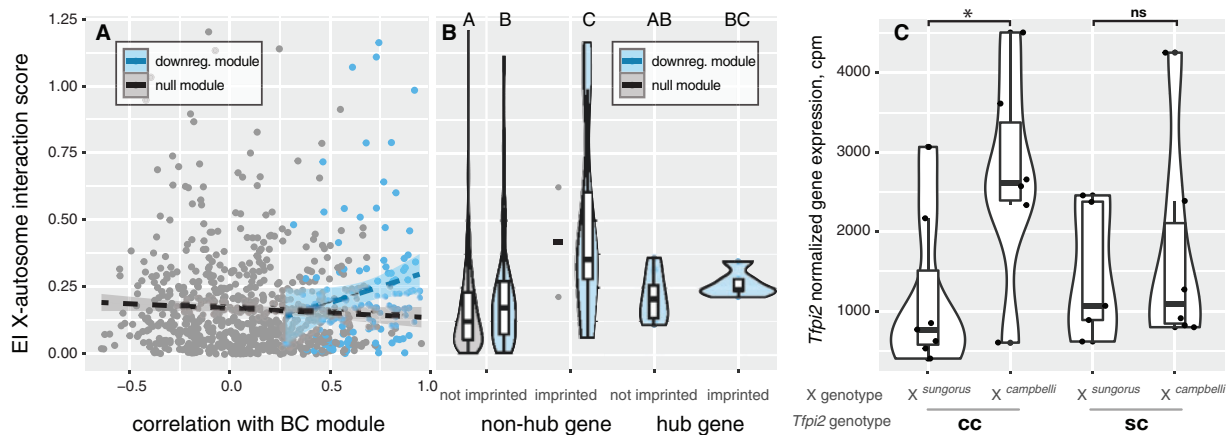 A
EI X-autosome interaction score
1.25
1.00
0.75
0.50
0.25
0.00
downreg. module
null module
−0.5
0.0
0.5
1.0
correlation with BC module
B
A
B
C
AB
BC
downreg. module
null module
not imprinted
imprinted
not imprinted
imprinted
non-hub gene
hub gene
C
*
ns
Tfpi2 normalized gene expression, cpm
4000
3000
2000
1000
X genotype
X sungorus
X campbelli
X sungorus
X campbelli
Tfpi2 genotype
cc
sc